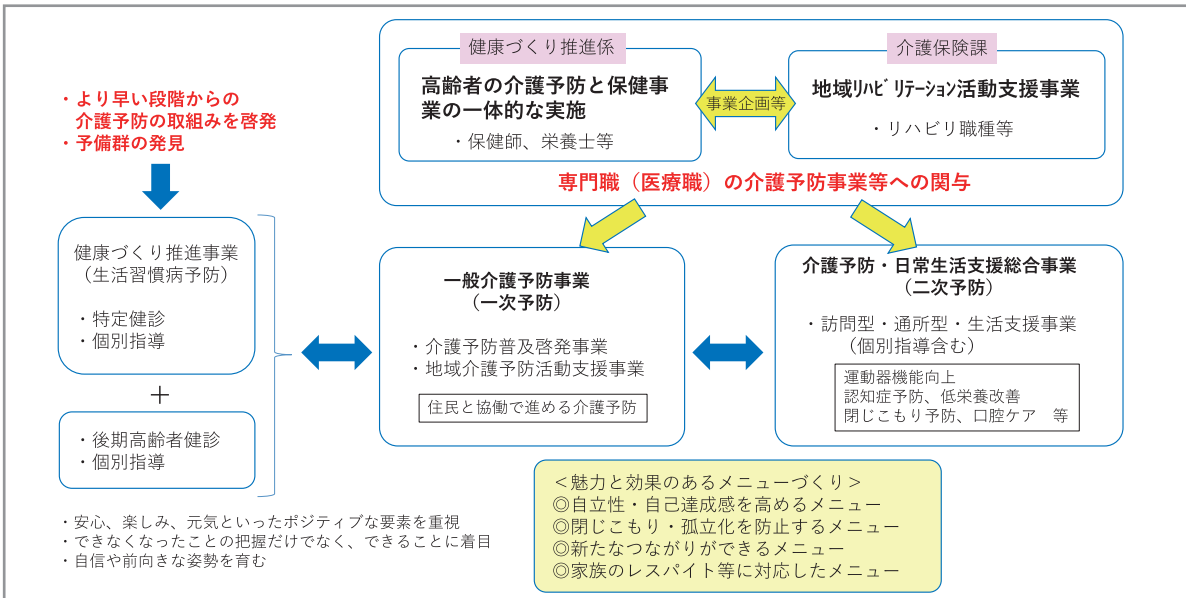 ・より早い段階からの
介護予防の取組みを啓発
・予備群の発見
健康づくり推進事業
（生活習慣病予防）
・特定健診
・個別指導
＋
・後期高齢者健診
・個別指導
・安心、楽しみ、元気といったポジティブな要素を重視
・できなくなったことの把握だけでなく、できることに着目
・自信や前向きな姿勢を育む
健康づくり推進係
高齢者の介護予防と保健事
業の一体的な実施
・保健師、栄養士等
事業企画等
介護保険課
地域ﾘﾊﾋﾞﾘﾃｰｼｮﾝ活動支援事業
・リハビリ職種等
専門職（医療職）の介護予防事業等への関与
一般介護予防事業
（一次予防）
・介護予防普及啓発事業
・地域介護予防活動支援事業
住民と協働で進める介護予防
介護予防・日常生活支援総合事業
（二次予防）
・訪問型・通所型・生活支援事業
（個別指導含む）
運動器機能向上
認知症予防、低栄養改善
閉じこもり予防、口腔ケア　等
＜魅力と効果のあるメニューづくり＞
◎自立性・自己達成感を高めるメニュー
◎閉じこもり・孤立化を防止するメニュー
◎新たなつながりができるメニュー
◎家族のレスパイト等に対応したメニュー